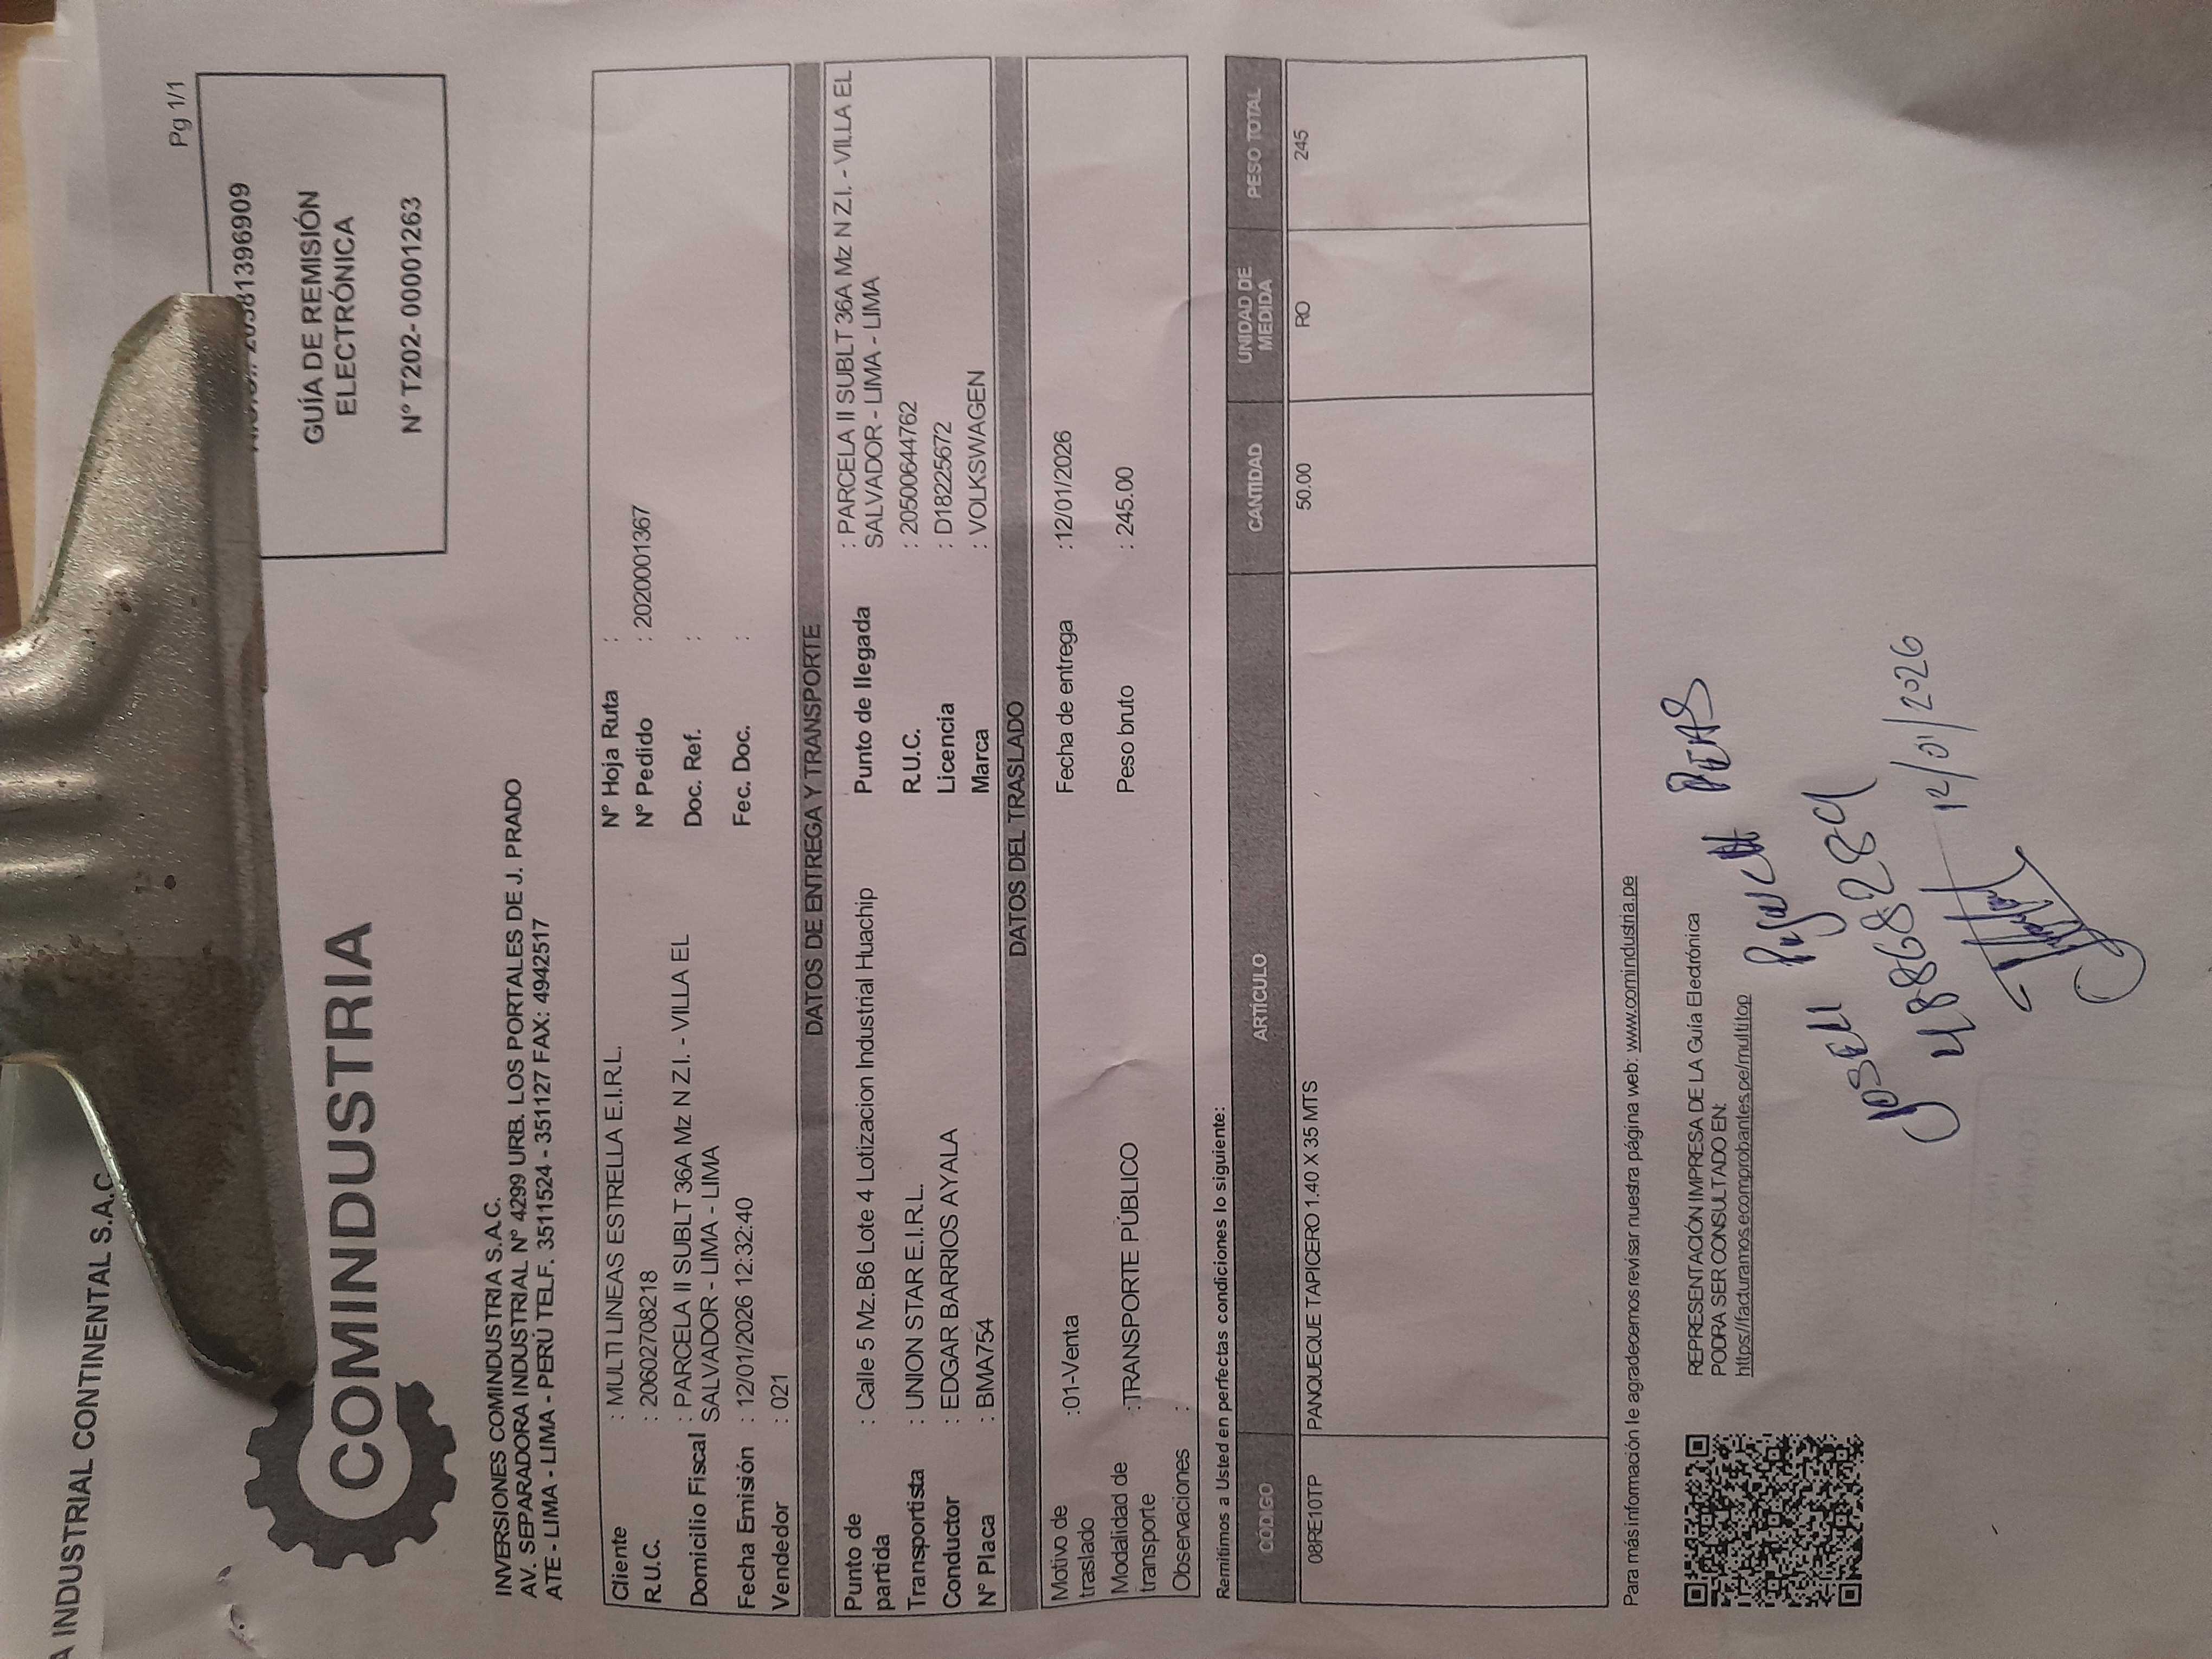 A INDUSTRIAL CONTINENTAL S.A.C
Pg 1/1
20381396909
GUÍA DE REMISIÓN
ELECTRÓNICA
Nº T202- 00001263
COMINDUSTRIA
INVERSIONES COMINDUSTRIA S.A.C.
AV. SEPARADORA INDUSTRIAL Nº 4299 URB. LOS PORTALES DE J. PRADO
ATE - LIMA - LIMA - PERÚ TELF. 3511524 - 351127 FAX: 4942517
Cliente : MULTI LINEAS ESTRELLA E.I.R.L. Nº Hoja Ruta :
R.U.C. : 20602708218 Nº Pedido : 2020001367
Domicilio Fiscal : PARCELA II SUBLT 36A Mz N Z.I. - VILLA EL Doc. Ref. :
SALVADOR - LIMA - LIMA
Fecha Emisión : 12/01/2026 12:32:40 Fec. Doc. :
Vendedor : 021
DATOS DE ENTREGA Y TRANSPORTE
Punto de partida : Calle 5 Mz.B6 Lote 4 Lotizacion Industrial Huachip Punto de llegada : PARCELA II SUBLT 36A Mz N Z.I. - VILLA EL
SALVADOR - LIMA - LIMA
Transportista : UNION STAR E.I.R.L. R.U.C. : 20500644762
Conductor : EDGAR BARRIOS AYALA Licencia : D18225672
Nº Placa : BMA754 Marca : VOLKSWAGEN
DATOS DEL TRASLADO
Motivo de traslado :01-Venta Fecha de entrega :12/01/2026
Modalidad de transporte :TRANSPORTE PÚBLICO Peso bruto : 245.00
Observaciones :
Remitimos a Usted en perfectas condiciones lo siguiente:
CÓDIGO ARTÍCULO CANTIDAD UNIDAD DE MEDIDA PESO TOTAL
08RE10TP PANQUEQUE TAPICERO 1.40 X 35 MTS 50.00 RO 245
Para más información le agradecemos revisar nuestra página web: www.comindustria.pe
REPRESENTACIÓN IMPRESA DE LA Guía Electrónica
PODRA SER CONSULTADO EN:
https://facturamos.ecomprobantes.pe/multitop
48868289
12/01/2026